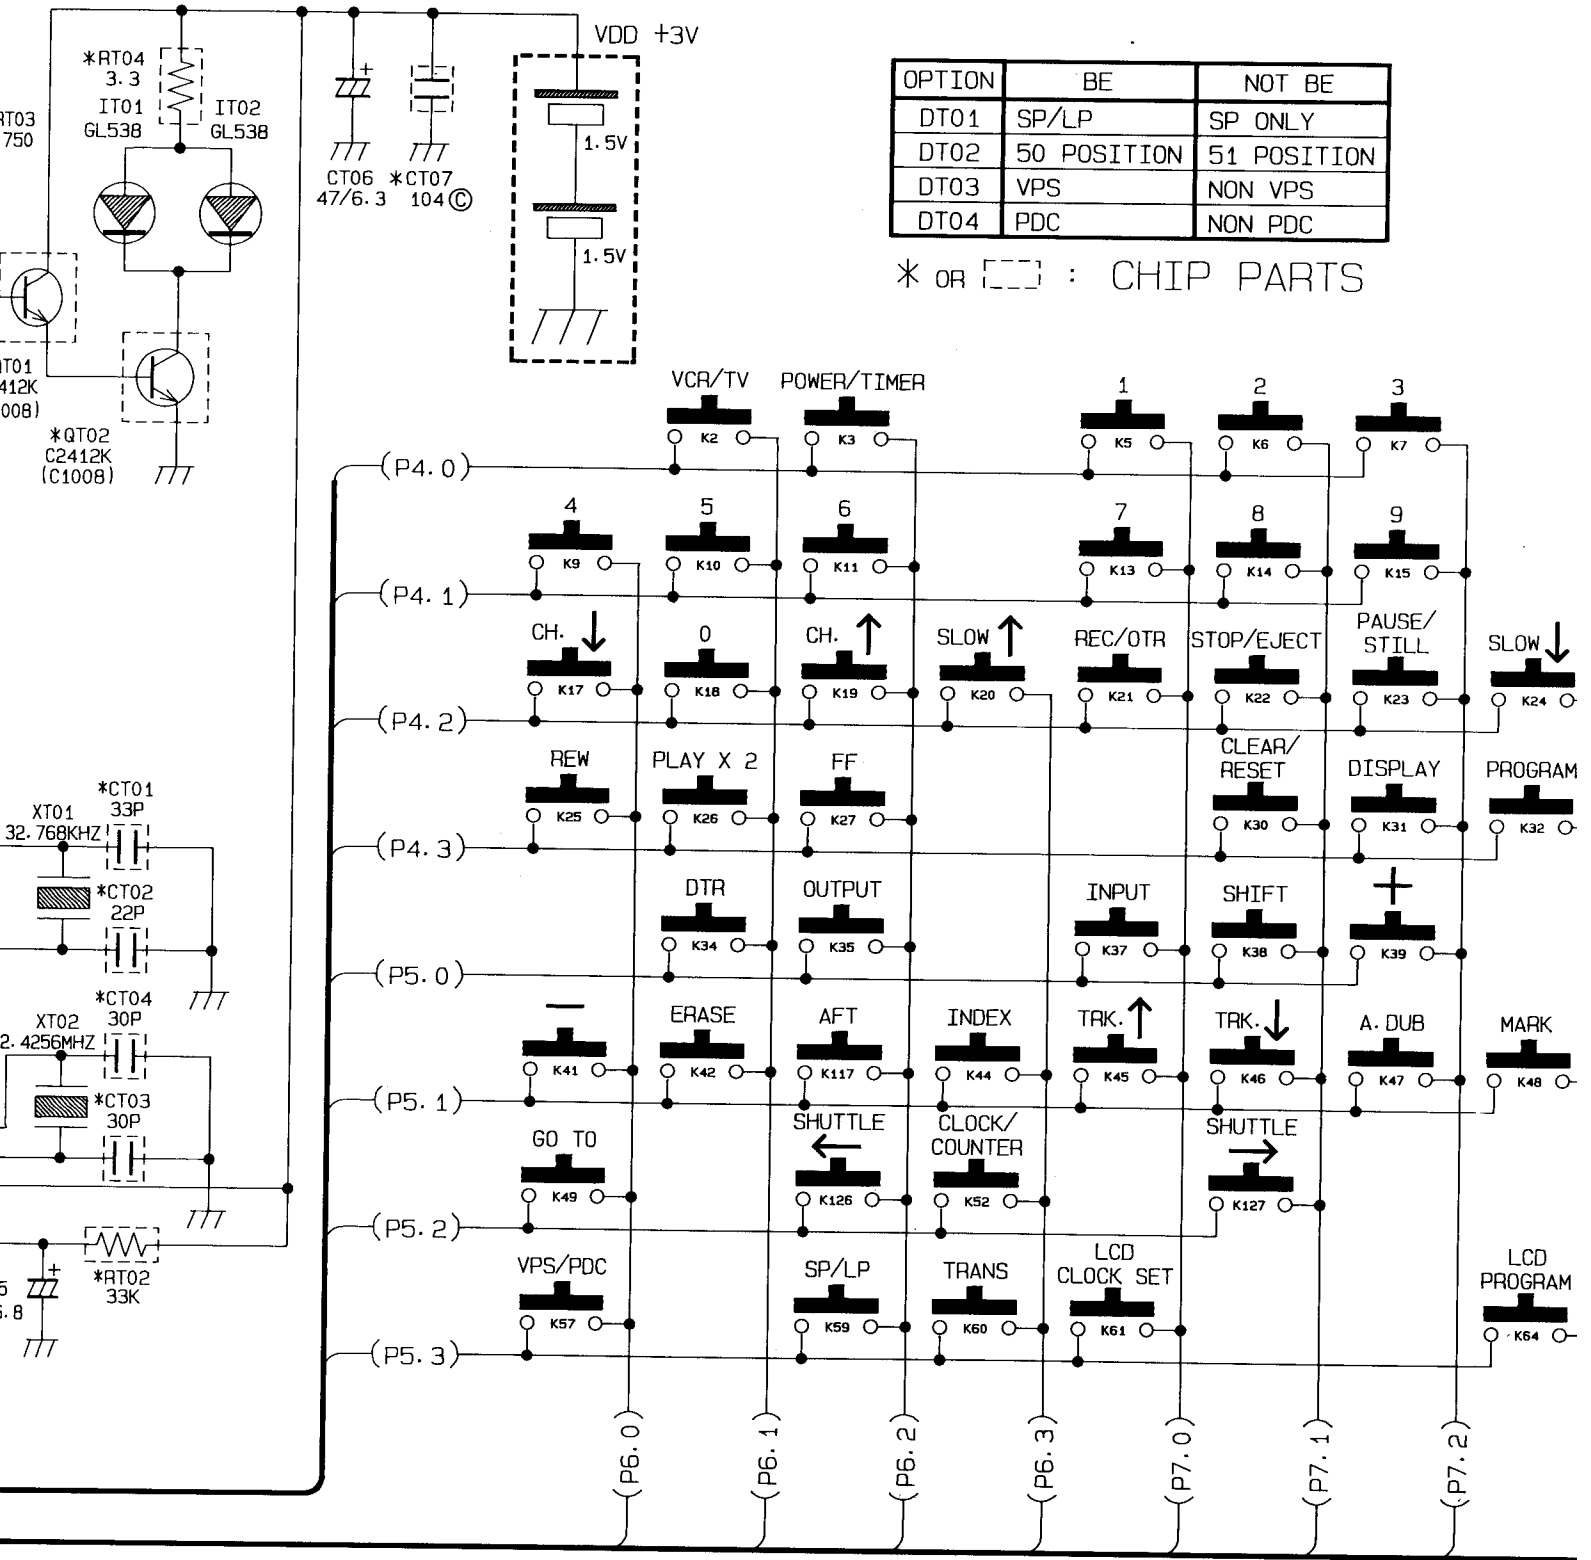 VDD +3V
*RT04
3.3
RT03
750
IT01
GL538
IT02
GL538
1.5V
1.5V
CT06
47/6.3
*CT07
104 Ⓒ
OPTION BE NOT BE
DT01 SP/LP SP ONLY
DT02 50 POSITION 51 POSITION
DT03 VPS NON VPS
DT04 PDC NON PDC
* OR : CHIP PARTS
QT01
412K
008)
*QT02
C2412K
(C1008)
VCR/TV POWER/TIMER 1 2 3
K2 K3 K5 K6 K7
(P4.0)
4 5 6 7 8 9
K9 K10 K11 K13 K14 K15
(P4.1)
CH. ↓ 0 CH. ↑ SLOW ↑ REC/OTR STOP/EJECT PAUSE/
STILL SLOW ↓
K17 K18 K19 K20 K21 K22 K23 K24
(P4.2)
REW PLAY X 2 FF CLEAR/
RESET DISPLAY PROGRAM
K25 K26 K27 K30 K31 K32
(P4.3)
*CT01
33P
XT01
32.768KHZ
*CT02
22P
DTR OUTPUT INPUT SHIFT +
K34 K35 K37 K38 K39
(P5.0)
*CT04
30P
XT02
2.4256MHZ
*CT03
30P
— ERASE AFT INDEX TRK. ↑ TRK. ↓ A.DUB MARK
K41 K42 K117 K44 K45 K46 K47 K48
(P5.1)
GO TO SHUTTLE
← CLOCK/
COUNTER SHUTTLE
→
K49 K126 K52 K127
(P5.2)
*RT02
33K
5
6.8
VPS/PDC SP/LP TRANS LCD
CLOCK SET LCD
PROGRAM
K57 K59 K60 K61 K64
(P5.3)
(P6.0) (P6.1) (P6.2) (P6.3) (P7.0) (P7.1) (P7.2)